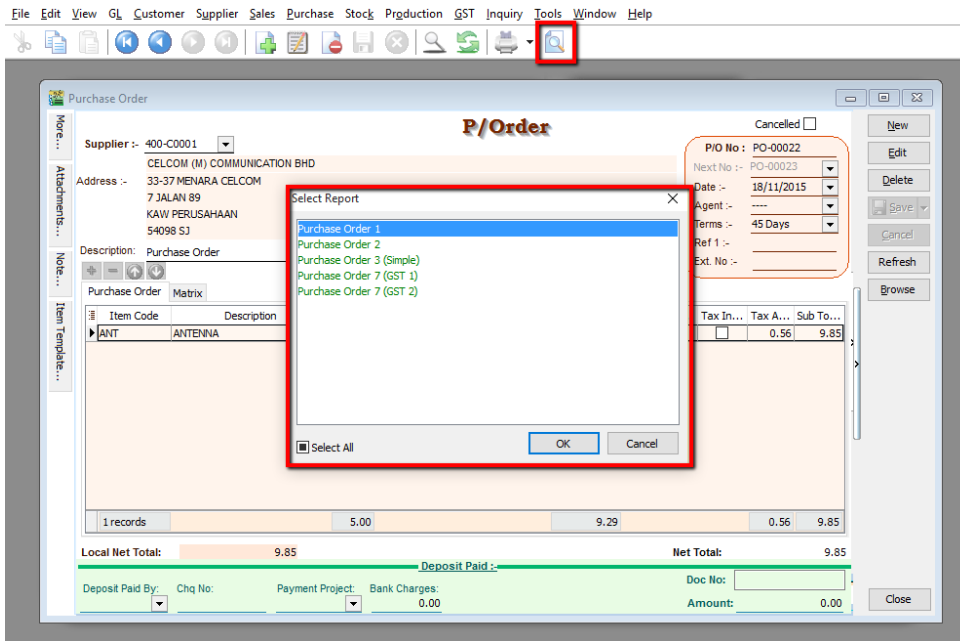 File Edit View GL Customer Supplier Sales Purchase Stock Production GST Inquiry Tools Window Help
Purchase Order
More...
Attachments...
Note...
Item Template...
P/Order
Cancelled
Supplier :- 400-C0001
CELCOM (M) COMMUNICATION BHD
Address :- 33-37 MENARA CELCOM
7 JALAN 89
KAW PERUSAHAAN
54098 SJ
Description: Purchase Order
P/O No : PO-00022
Next No :- PO-00023
Date :- 18/11/2015
Agent :- ----
Terms :- 45 Days
Ref 1 :-
Ext. No :-
New
Edit
Delete
Save
Cancel
Refresh
Browse
Select Report
Purchase Order 1
Purchase Order 2
Purchase Order 3 (Simple)
Purchase Order 7 (GST 1)
Purchase Order 7 (GST 2)
Select All
OK Cancel
Purchase Order Matrix
Item Code Description Tax In... Tax A... Sub To...
ANT ANTENNA 0.56 9.85
1 records 5.00 9.29 0.56 9.85
Local Net Total: 9.85 Net Total: 9.85
Deposit Paid :-
Deposit Paid By: Chq No: Payment Project: Bank Charges: Doc No:
0.00 Amount: 0.00
Close